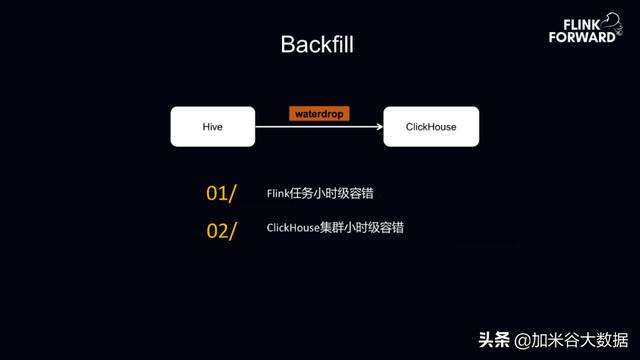 FLINK
FORWARD
Backfill
waterdrop
Hive
ClickHouse
01/ Flink任务小时级容错
02/ ClickHouse集群小时级容错
头条 @加米谷大数据